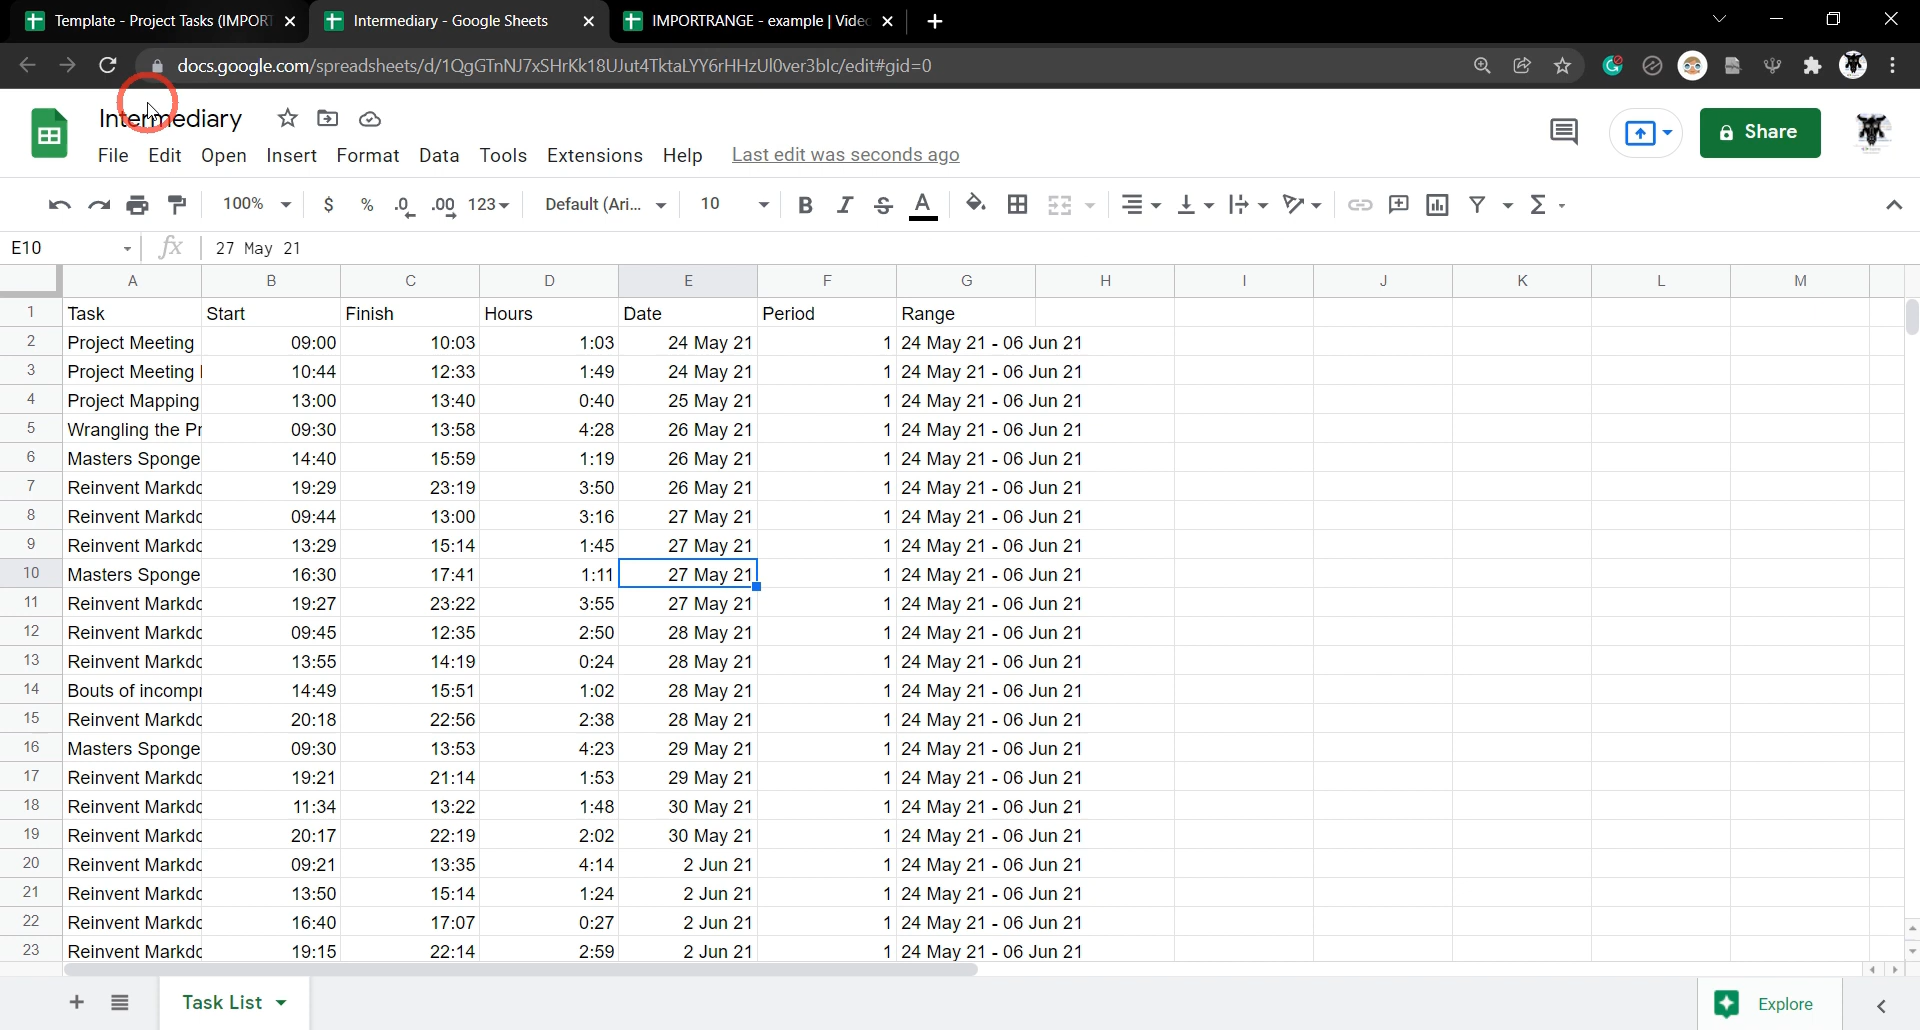 Template - Project Tasks (IMPOR
Intermediary - Google Sheets
IMPORTRANGE - example | Vide
docs.google.com/spreadsheets/d/1QgGTnNJ7xSHrKk18UJut4TktaLYY6rHHzUl0ver3blc/edit#gid=0
Intermediary
File Edit Open Insert Format Data Tools Extensions Help Last edit was seconds ago
Share
100% $ % .0 .00 123 Default (Ari... 10 B I S A
E10 fx 27 May 21
A B C D E F G H I J K L M
1 Task Start Finish Hours Date Period Range
2 Project Meeting 09:00 10:03 1:03 24 May 21 1 24 May 21 - 06 Jun 21
3 Project Meeting 10:44 12:33 1:49 24 May 21 1 24 May 21 - 06 Jun 21
4 Project Mapping 13:00 13:40 0:40 25 May 21 1 24 May 21 - 06 Jun 21
5 Wrangling the Pr 09:30 13:58 4:28 26 May 21 1 24 May 21 - 06 Jun 21
6 Masters Sponge 14:40 15:59 1:19 26 May 21 1 24 May 21 - 06 Jun 21
7 Reinvent Markdo 19:29 23:19 3:50 26 May 21 1 24 May 21 - 06 Jun 21
8 Reinvent Markdo 09:44 13:00 3:16 27 May 21 1 24 May 21 - 06 Jun 21
9 Reinvent Markdo 13:29 15:14 1:45 27 May 21 1 24 May 21 - 06 Jun 21
10 Masters Sponge 16:30 17:41 1:11 27 May 21 1 24 May 21 - 06 Jun 21
11 Reinvent Markdo 19:27 23:22 3:55 27 May 21 1 24 May 21 - 06 Jun 21
12 Reinvent Markdo 09:45 12:35 2:50 28 May 21 1 24 May 21 - 06 Jun 21
13 Reinvent Markdo 13:55 14:19 0:24 28 May 21 1 24 May 21 - 06 Jun 21
14 Bouts of incompr 14:49 15:51 1:02 28 May 21 1 24 May 21 - 06 Jun 21
15 Reinvent Markdo 20:18 22:56 2:38 28 May 21 1 24 May 21 - 06 Jun 21
16 Masters Sponge 09:30 13:53 4:23 29 May 21 1 24 May 21 - 06 Jun 21
17 Reinvent Markdo 19:21 21:14 1:53 29 May 21 1 24 May 21 - 06 Jun 21
18 Reinvent Markdo 11:34 13:22 1:48 30 May 21 1 24 May 21 - 06 Jun 21
19 Reinvent Markdo 20:17 22:19 2:02 30 May 21 1 24 May 21 - 06 Jun 21
20 Reinvent Markdo 09:21 13:35 4:14 2 Jun 21 1 24 May 21 - 06 Jun 21
21 Reinvent Markdo 13:50 15:14 1:24 2 Jun 21 1 24 May 21 - 06 Jun 21
22 Reinvent Markdo 16:40 17:07 0:27 2 Jun 21 1 24 May 21 - 06 Jun 21
23 Reinvent Markdo 19:15 22:14 2:59 2 Jun 21 1 24 May 21 - 06 Jun 21
Task List
Explore